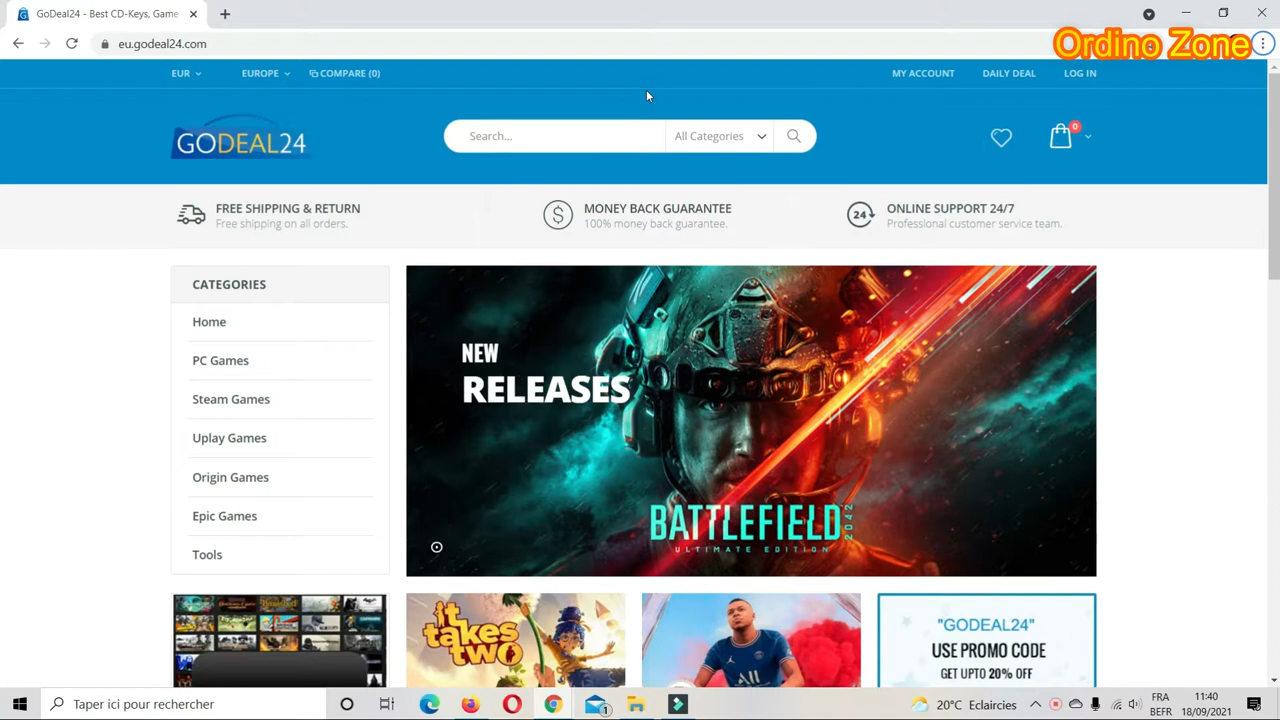 GoDeal24 - Best CD-Keys, Game
Ordino Zone
eu.godeal24.com
EUR
EUROPE
COMPARE (0)
MY ACCOUNT
DAILY DEAL
LOG IN
GODEAL24
Search...
All Categories
0
FREE SHIPPING & RETURN
Free shipping on all orders.
MONEY BACK GUARANTEE
100% money back guarantee.
24
ONLINE SUPPORT 24/7
Professional customer service team.
CATEGORIES
Home
PC Games
Steam Games
Uplay Games
Origin Games
Epic Games
Tools
NEW
RELEASES
BATTLEFIELD 2042
ULTIMATE EDITION
it takes two
"GODEAL24"
USE PROMO CODE
GET UPTO 20% OFF
Taper ici pour rechercher
1
20°C Eclaircies
FRA
BEFR
11:40
18/09/2021